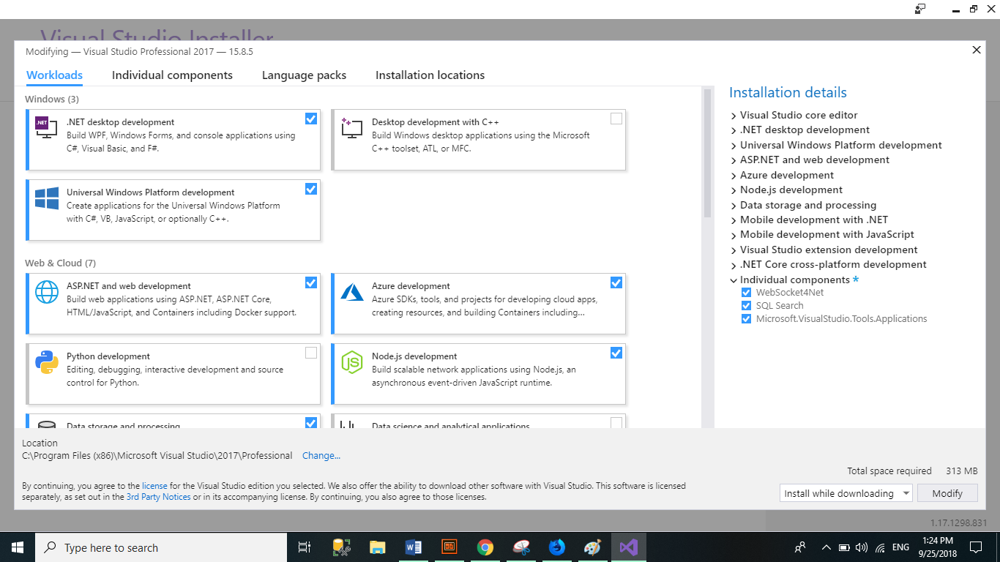 Visual Studio Installer
Modifying — Visual Studio Professional 2017 — 15.8.5
Workloads
Individual components
Language packs
Installation locations
Windows (3)
.NET
.NET desktop development
Build WPF, Windows Forms, and console applications using
C#, Visual Basic, and F#.
Desktop development with C++
Build Windows desktop applications using the Microsoft
C++ toolset, ATL, or MFC.
Universal Windows Platform development
Create applications for the Universal Windows Platform
with C#, VB, JavaScript, or optionally C++.
Web & Cloud (7)
ASP.NET and web development
Build web applications using ASP.NET, ASP.NET Core,
HTML/JavaScript, and Containers including Docker support.
Azure development
Azure SDKs, tools, and projects for developing cloud apps,
creating resources, and building Containers including...
Python development
Editing, debugging, interactive development and source
control for Python.
JS
Node.js development
Build scalable network applications using Node.js, an
asynchronous event-driven JavaScript runtime.
Data storage and processing
Data science and analytical applications
Installation details
Visual Studio core editor
.NET desktop development
Universal Windows Platform development
ASP.NET and web development
Azure development
Node.js development
Data storage and processing
Mobile development with .NET
Mobile development with JavaScript
Visual Studio extension development
.NET Core cross-platform development
Individual components *
WebSocket4Net
SQL Search
Microsoft.VisualStudio.Tools.Applications
Location
C:\Program Files (x86)\Microsoft Visual Studio\2017\Professional Change...
By continuing, you agree to the license for the Visual Studio edition you selected. We also offer the ability to download other software with Visual Studio. This software is licensed
separately, as set out in the 3rd Party Notices or in its accompanying license. By continuing, you also agree to those licenses.
Total space required 313 MB
Install while downloading
Modify
1.17.1298.831
Type here to search
ENG
1:24 PM
9/25/2018